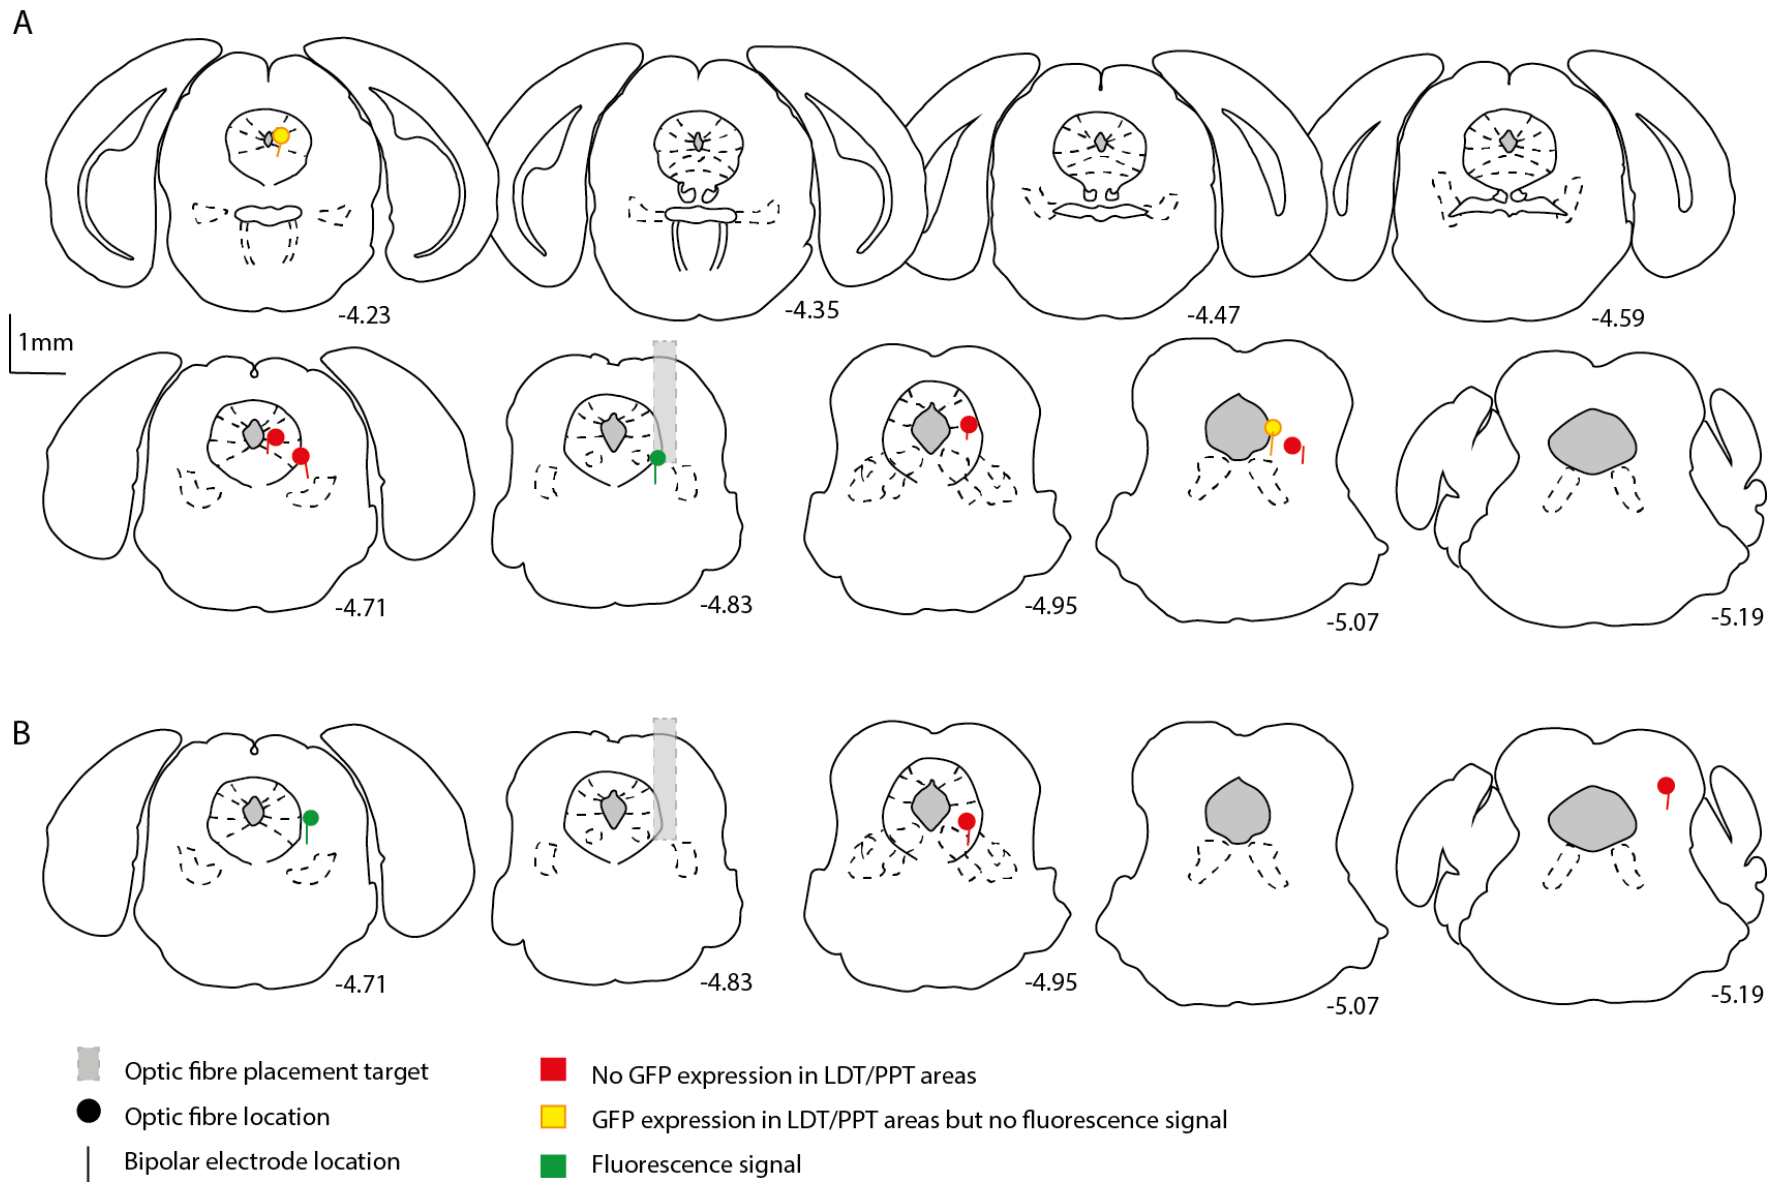 A
-4.23
-4.35
-4.47
-4.59
1mm
-4.71
-4.83
-4.95
-5.07
-5.19
B
-4.71
-4.83
-4.95
-5.07
-5.19
Optic fibre placement target
Optic fibre location
Bipolar electrode location
No GFP expression in LDT/PPT areas
GFP expression in LDT/PPT areas but no fluorescence signal
Fluorescence signal